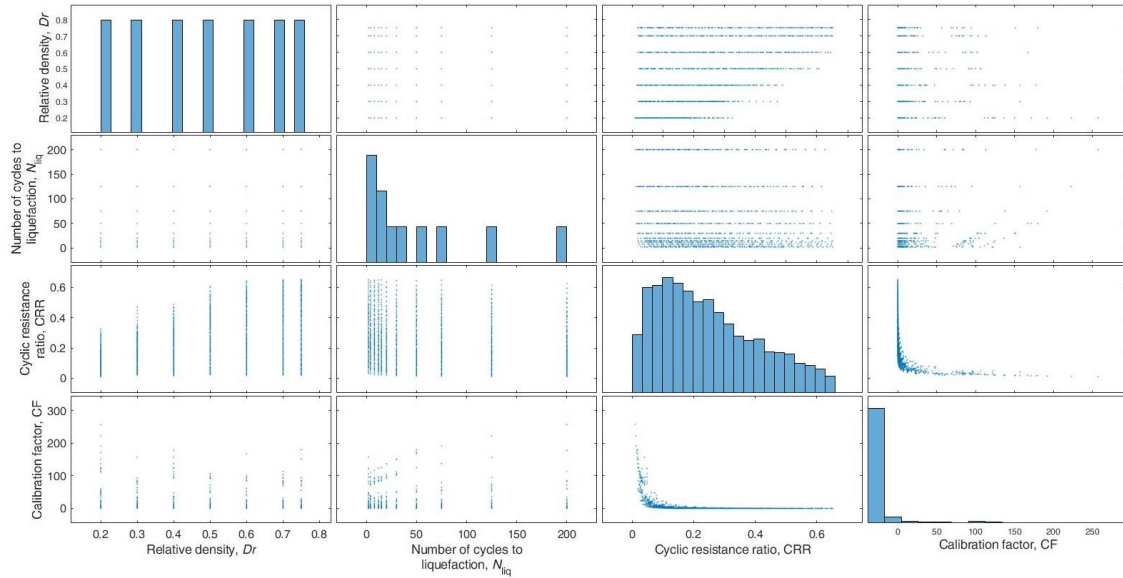 Relative density, Dr
0.8
0.7
0.6
0.5
0.4
0.3
0.2
Number of cycles to
liquefaction, Nliq
200
150
100
50
0
Cyclic resistance
ratio, CRR
0.6
0.4
0.2
0
Calibration factor, CF
300
200
100
0
0.2 0.3 0.4 0.5 0.6 0.7 0.8
Relative density, Dr
0 50 100 150 200
Number of cycles to
liquefaction, Nliq
0 0.2 0.4 0.6
Cyclic resistance ratio, CRR
0 50 100 150 200 250
Calibration factor, CF